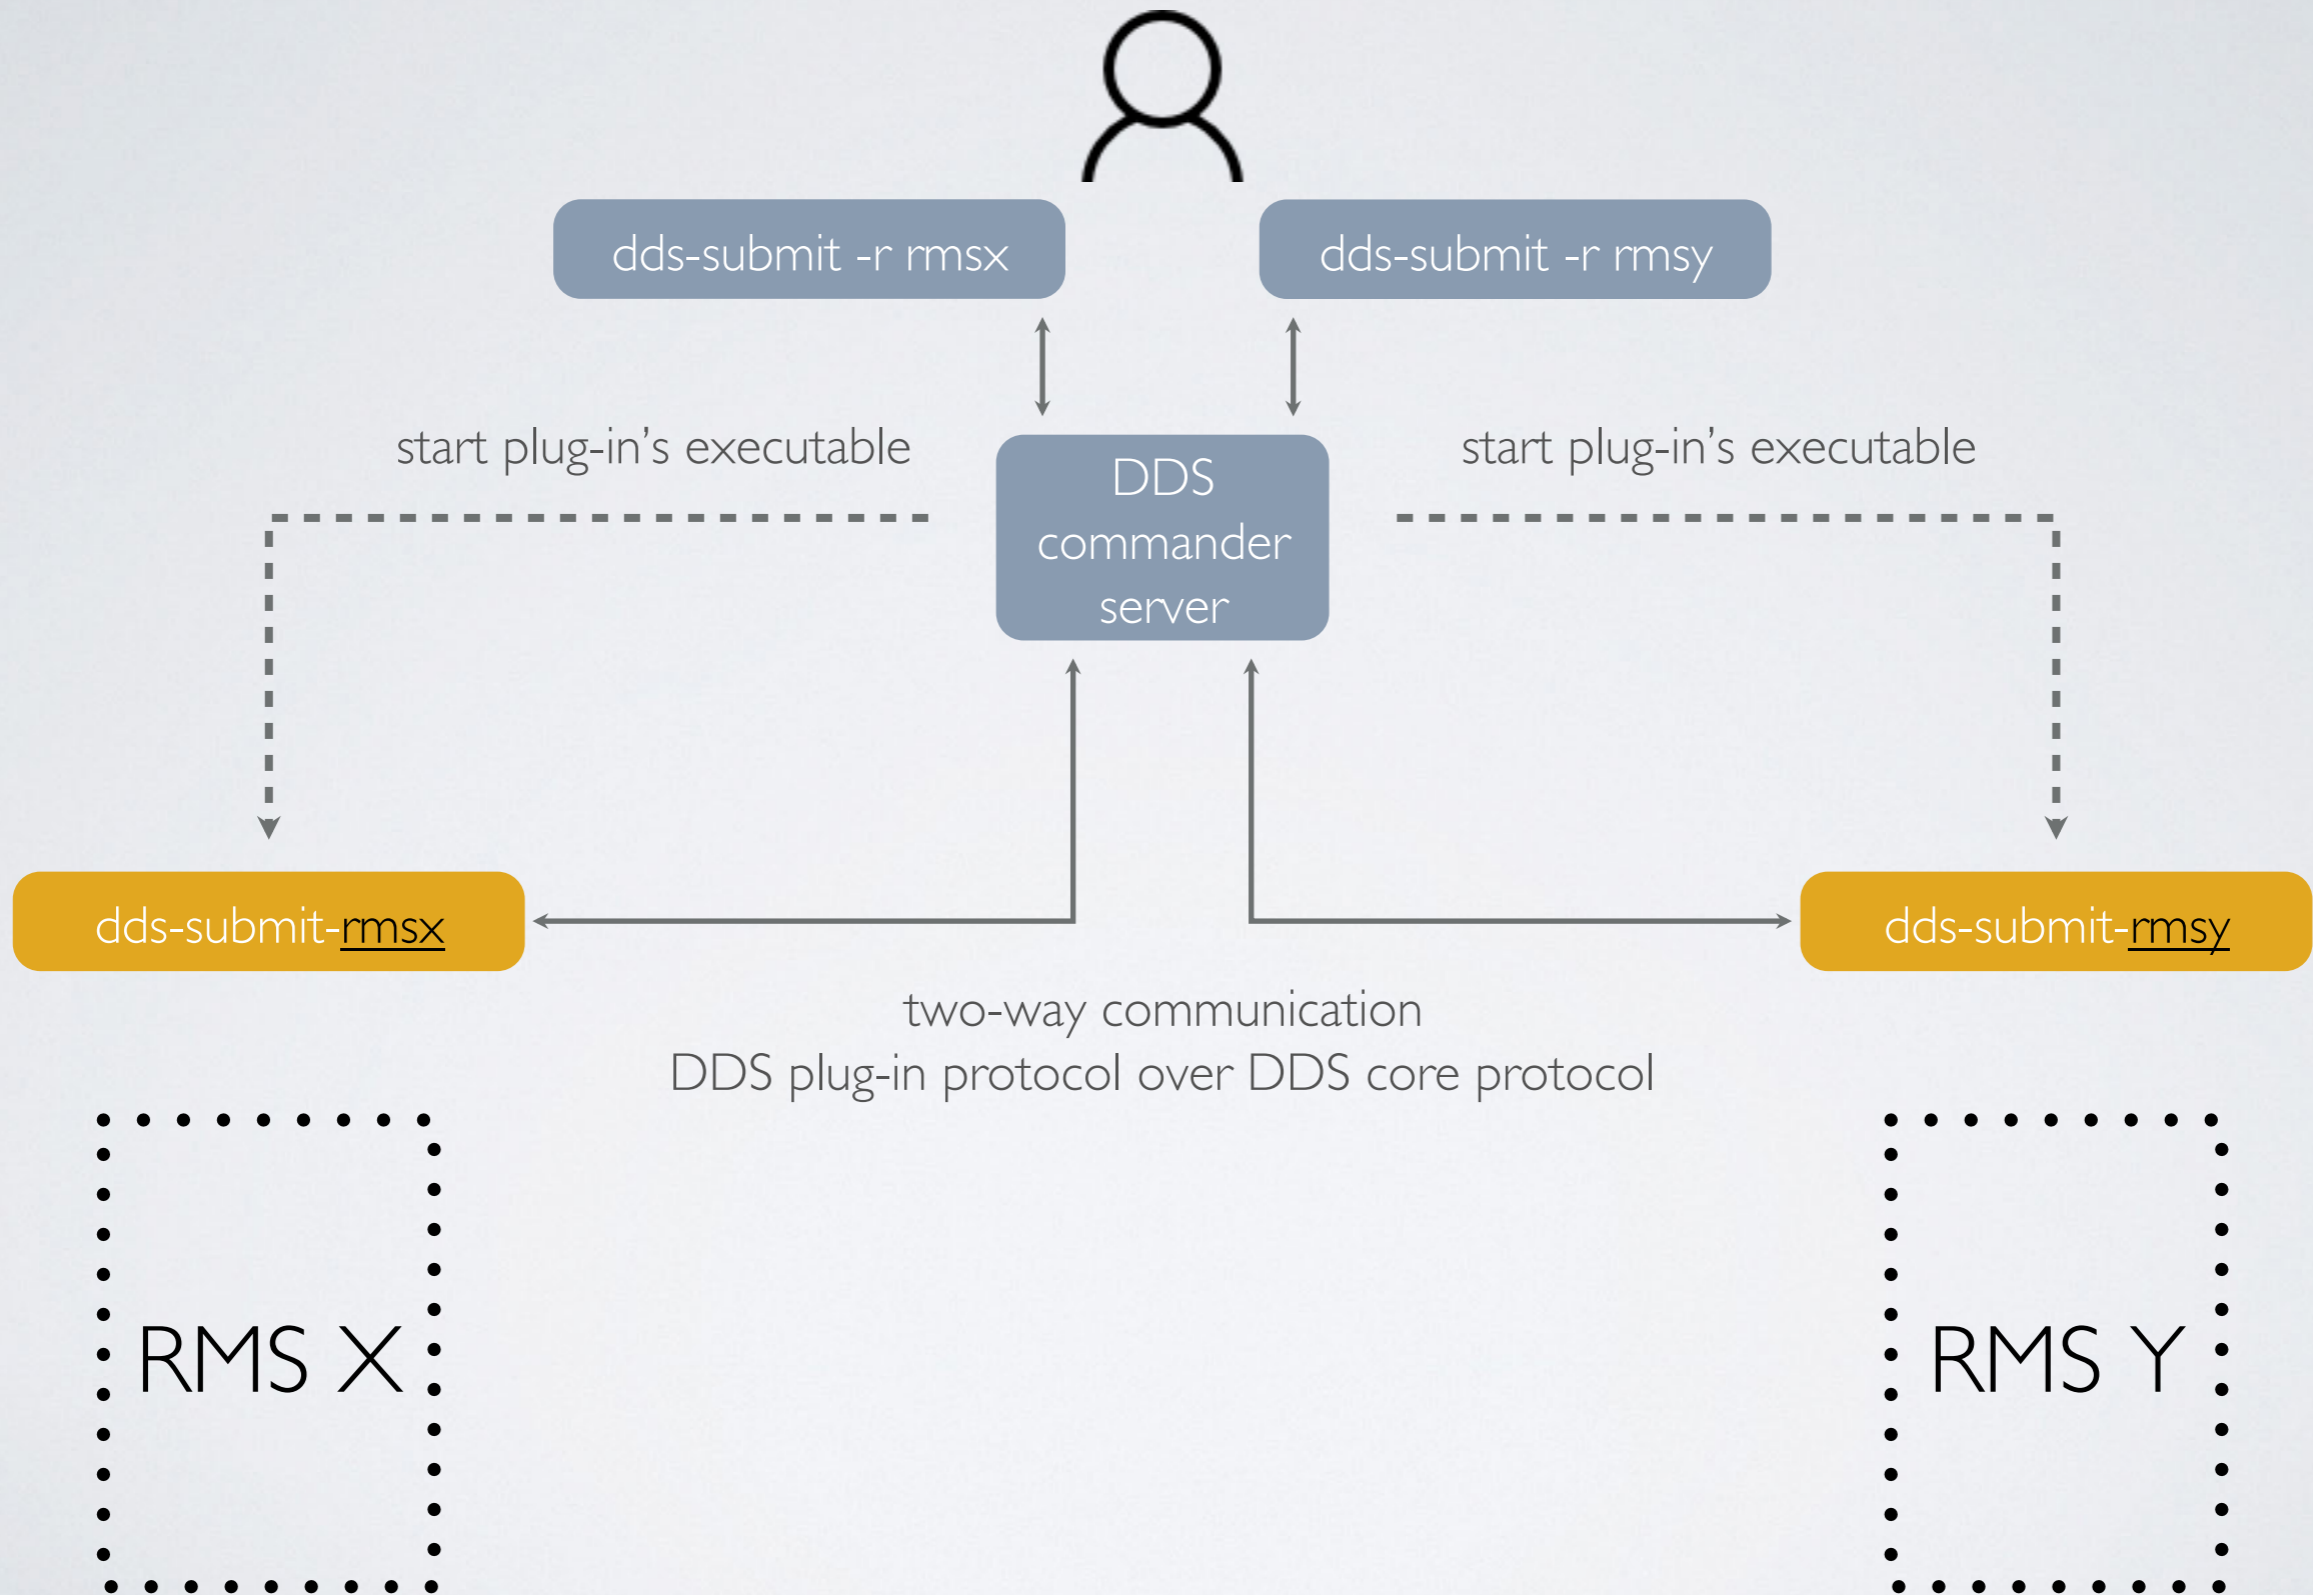 dds-submit -r rmsx
dds-submit -r rmsy
start plug-in’s executable
start plug-in’s executable
DDS
commander
server
dds-submit-rmsx
dds-submit-rmsy
two-way communication
DDS plug-in protocol over DDS core protocol
RMS X
RMS Y